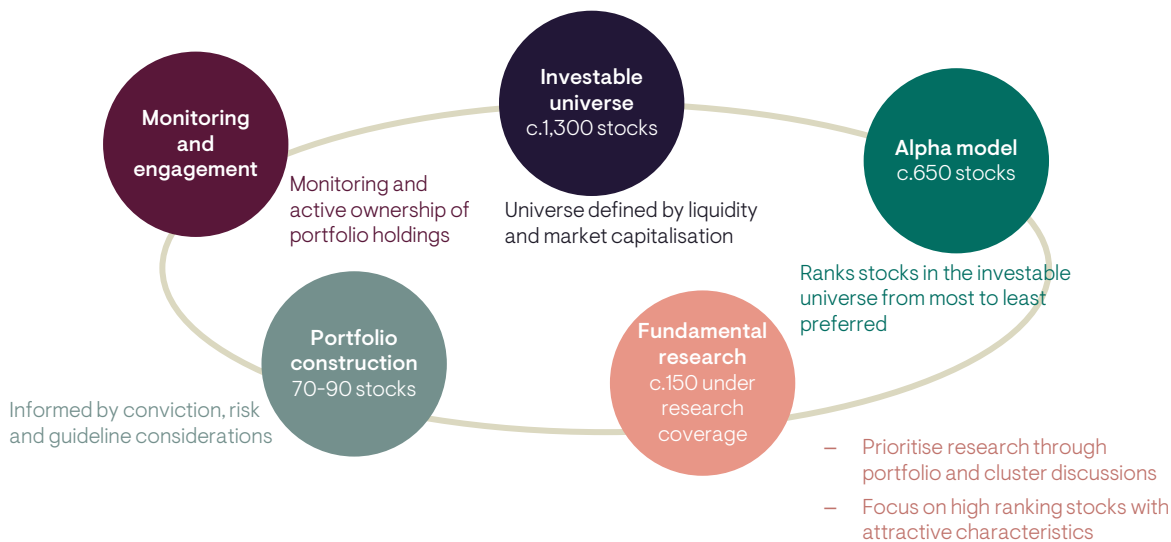 Investable
universe
c.1,300 stocks
Universe defined by liquidity
and market capitalisation
Alpha model
c.650 stocks
Ranks stocks in the investable
universe from most to least
preferred
Fundamental
research
c.150 under
research
coverage
– Prioritise research through
portfolio and cluster discussions
– Focus on high ranking stocks with
attractive characteristics
Portfolio
construction
70-90 stocks
Informed by conviction, risk
and guideline considerations
Monitoring
and
engagement
Monitoring and
active ownership of
portfolio holdings